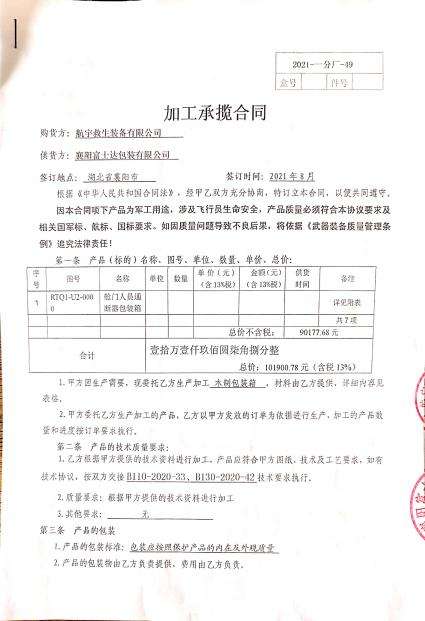 2021-一分厂-49
盒号 件号
加工承揽合同
购货方：航宇救生装备有限公司
供货方：襄阳富士达包装有限公司
签订地点：湖北省襄阳市 签订时间：2021年8月
根据《中华人民共和国合同法》，经甲乙双方充分协商，特订立本合同，以便共同遵守。
因本合同项下产品为军工用途，涉及飞行员生命安全，产品质量必须符合本协议要求及
相关国军标、航标、国标要求。如因质量问题导致不良后果，将依据《武器装备质量管理条
例》追究法律责任！
第一条 产品（标的）名称、图号、单位、数量、单价、总价：
序号 图号 名称 单位 数量 单价（元）（含13%税） 金额(元)（含13%税） 供货时间 备注
1 RTQ1-U2-000 舱门人员通断器包装箱 详见附表
共7项
总价不含税： 90177.68元
合计 壹拾万壹仟玖佰圆柒角捌分整
总价：101900.78元（含税13%）
1.甲方因生产需要，现委托乙方生产加工 木制包装箱 ，材料由乙方提供，详细内容见
表格。
2.甲方委托乙方生产加工的产品，乙方以甲方发放的订单为依据进行生产，加工的产品数
量和进度按订单要求执行。
第二条 产品的技术质量要求：
1.乙方根据甲方提供的技术资料进行加工。产品应符合甲方图纸、技术及工艺要求，如有
技术协议，按双方交接B110-2020-33、B130-2020-42技术要求执行。
2.质量要求：根据甲方提供的技术资料进行加工
3.其他要求： 无
第三条 产品的包装
1.产品的包装标准：包装应按照保护产品的内在及外观质量
2.产品的包装物由乙方负责提供，费用由乙方负责。